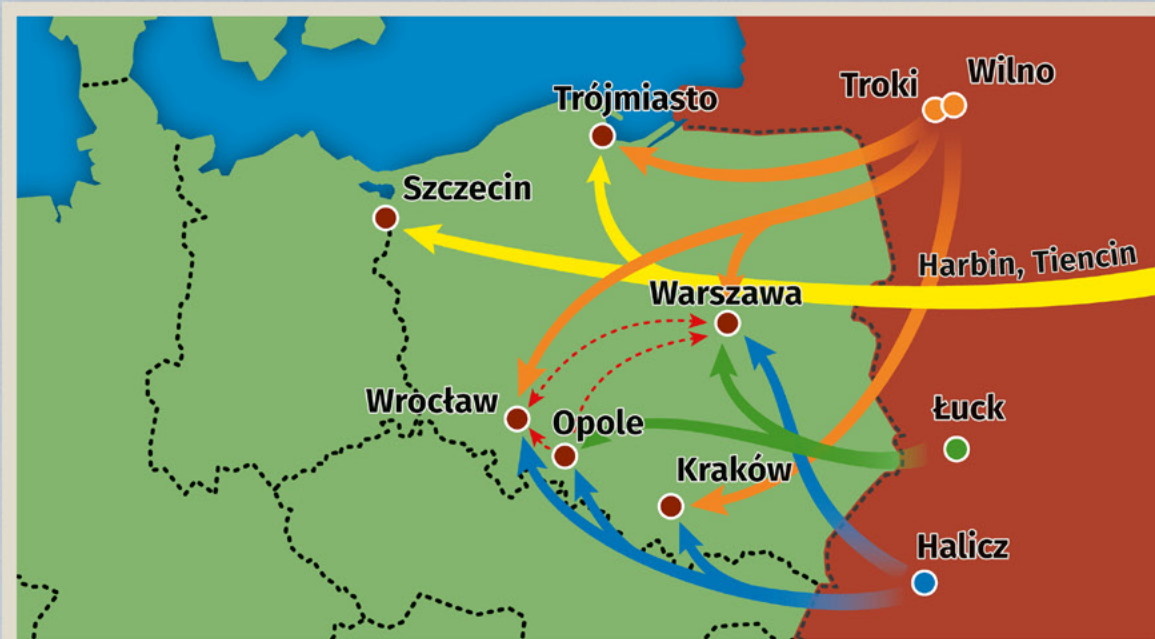 Wilno
Troki
Trójmiasto
Szczecin
Harbin, Tiencin
Warszawa
Wrocław
Opole
Łuck
Kraków
Halicz